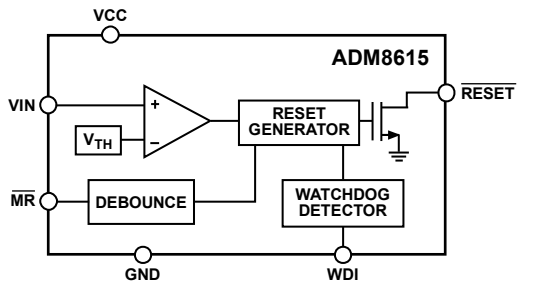 VCC
ADM8615
VIN
+
−
V_TH
RESET
GENERATOR
RESET
MR
DEBOUNCE
WATCHDOG
DETECTOR
GND
WDI